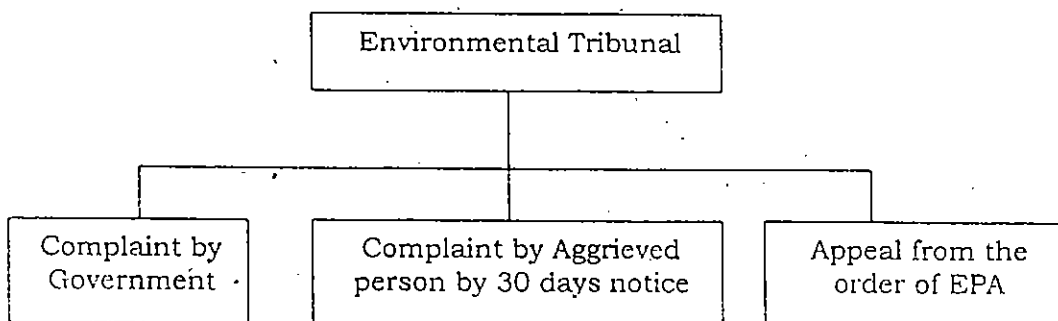 Environmental Tribunal
Complaint by
Government
Complaint by Aggrieved
person by 30 days notice
Appeal from the
order of EPA